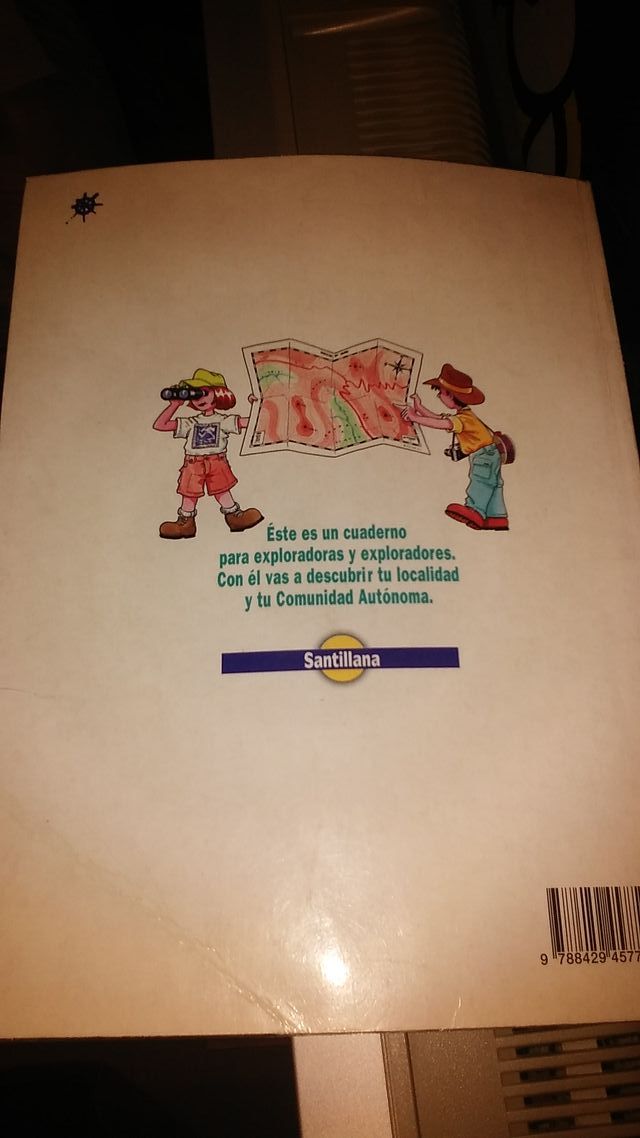 Éste es un cuaderno
para exploradoras y exploradores.
Con él vas a descubrir tu localidad
y tu Comunidad Autónoma.
Santillana
9 788429 4577